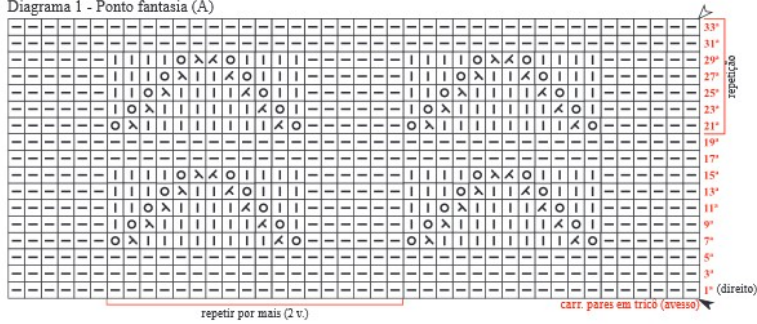 Diagrama 1 - Ponto fantasia (A)
33ª
31ª
29ª
27ª
25ª
23ª
21ª
repetição
19ª
17ª
15ª
13ª
11ª
9ª
7ª
5ª
3ª
1ª (direito)
carr. pares em tricô (avesso)
repetir por mais (2 v.)